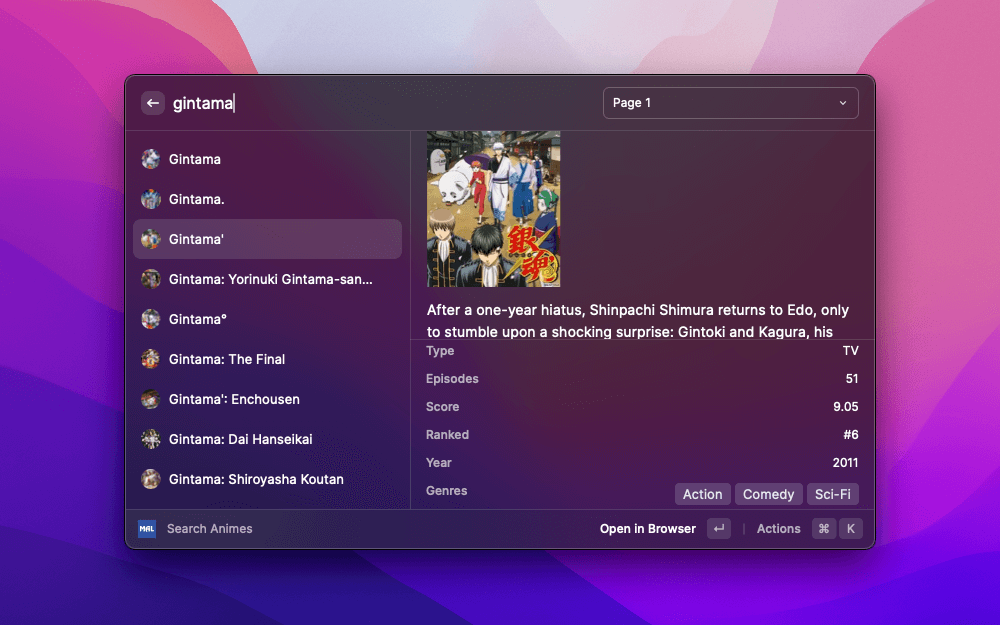 gintama
Page 1
Gintama
Gintama.
Gintama'
Gintama: Yorinuki Gintama-san...
Gintama°
Gintama: The Final
Gintama': Enchousen
Gintama: Dai Hanseikai
Gintama: Shiroyasha Koutan
銀魂
After a one-year hiatus, Shinpachi Shimura returns to Edo, only
to stumble upon a shocking surprise: Gintoki and Kagura, his
Type TV
Episodes 51
Score 9.05
Ranked #6
Year 2011
Genres Action Comedy Sci-Fi
MAL Search Animes Open in Browser ↵ | Actions ⌘ K